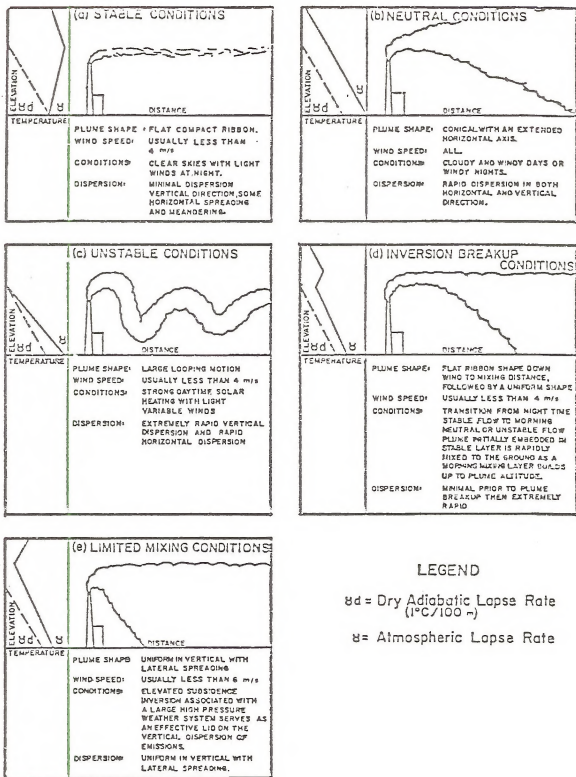 (a) STABLE CONDITIONS
ELEVATION
४d
४
DISTANCE
TEMPERATURE
PLUME SHAPE : FLAT COMPACT RIBBON.
WIND SPEED: USUALLY LESS THAN
4 m/s
CONDITIONS: CLEAR SKIES WITH LIGHT
WINDS AT NIGHT.
DISPERSION: MINIMAL DISPERSION
VERTICAL DIRECTION, SOME
HORIZONTAL SPREADING
AND MEANDERING.
(b) NEUTRAL CONDITIONS
ELEVATION
४d
४
DISTANCE
TEMPERATURE
PLUME SHAPE: CONICAL WITH AN EXTENDED
HORIZONTAL AXIS.
WIND SPEED: ALL.
CONDITIONS: CLOUDY AND WINDY DAYS OR
WINDY NIGHTS.
DISPERSION: RAPID DISPERSION IN BOTH
HORIZONTAL AND VERTICAL
DIRECTION.
(c) UNSTABLE CONDITIONS
ELEVATION
४d
४
DISTANCE
TEMPERATURE
PLUME SHAPE: LARGE LOOPING MOTION
WIND SPEED: USUALLY LESS THAN 4 m/s
CONDITIONS: STRONG DAYTIME SOLAR
HEATING WITH LIGHT
VARIABLE WINDS
DISPERSION: EXTREMELY RAPID VERTICAL
DISPERSION AND RAPID
HORIZONTAL DISPERSION
(d) INVERSION BREAKUP
CONDITIONS
ELEVATION
४d
४
DISTANCE
TEMPERATURE
PLUME SHAPE: FLAT RIBBON SHAPE DOWN
WIND TO MIXING DISTANCE,
FOLLOWED BY A UNIFORM SHAPE
WIND SPEED: USUALLY LESS THAN 4 m/s
CONDITIONS: TRANSITION FROM NIGHT TIME
STABLE FLOW TO MORNING
NEUTRAL OR UNSTABLE FLOW
PLUME PARTIALLY EMBEDDED IN
STABLE LAYER IS RAPIDLY
MIXED TO THE GROUND AS A
MORNING MIXING LAYER BUILDS
UP TO PLUME ALTITUDE.
DISPERSION: MINIMAL PRIOR TO PLUME
BREAKUP THEN EXTREMELY
RAPID
(e) LIMITED MIXING CONDITIONS
ELEVATION
४d
४
DISTANCE
TEMPERATURE
PLUME SHAPE: UNIFORM IN VERTICAL WITH
LATERAL SPREADING
WIND SPEED: USUALLY LESS THAN 6 m/s
CONDITIONS: ELEVATED SUBSIDENCE
INVERSION ASSOCIATED WITH
A LARGE HIGH PRESSURE
WEATHER SYSTEM SERVES AS
AN EFFECTIVE LID ON THE
VERTICAL DISPERSION OF
EMISSIONS.
DISPERSION: UNIFORM IN VERTICAL WITH
LATERAL SPREADING.
LEGEND
४d = Dry Adiabatic Lapse Rate
(1°C/100 m)
४ = Atmospheric Lapse Rate